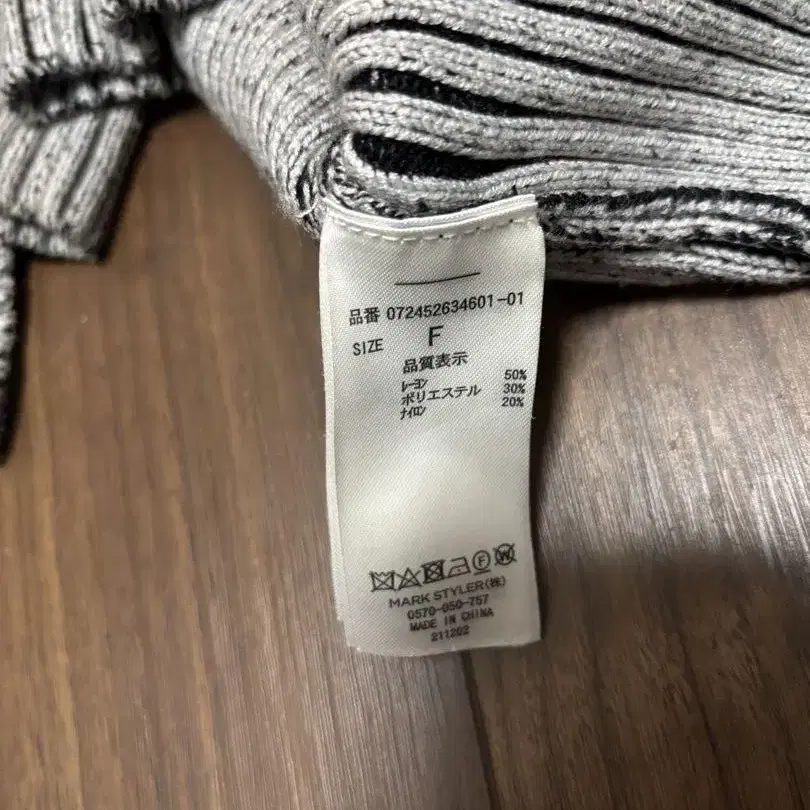 品番 072452634601-01
SIZE F
品質表示
レーヨン 50%
ポリエステル 30%
ナイロン 20%
F W
MARK STYLER(株)
0570-050-757
MADE IN CHINA
211202